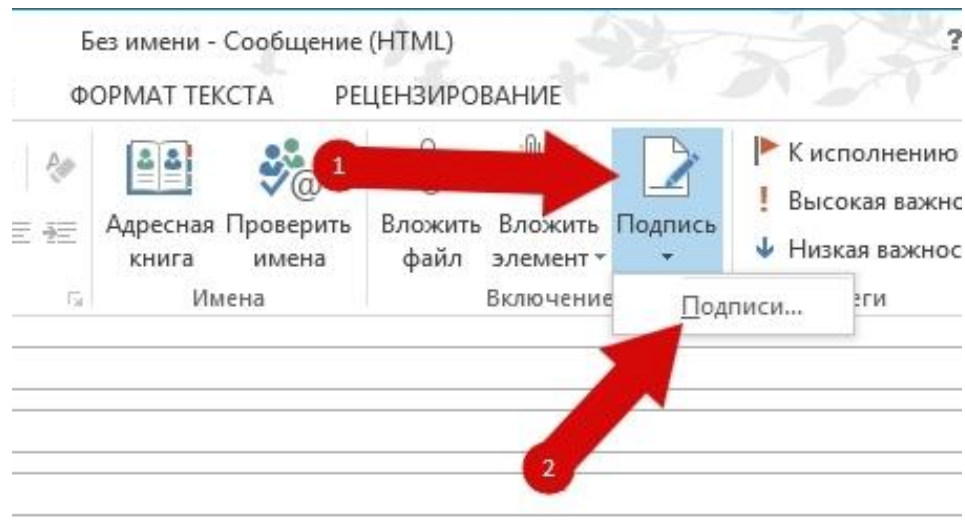 Без имени - Сообщение (HTML)
?
ФОРМАТ ТЕКСТА РЕЦЕНЗИРОВАНИЕ
К исполнению
Высокая важно
Низкая важнос
Адресная книга
Проверить имена
Вложить файл
Вложить элемент
Подпись
Имена
Включение
еги
Подписи...
1
2